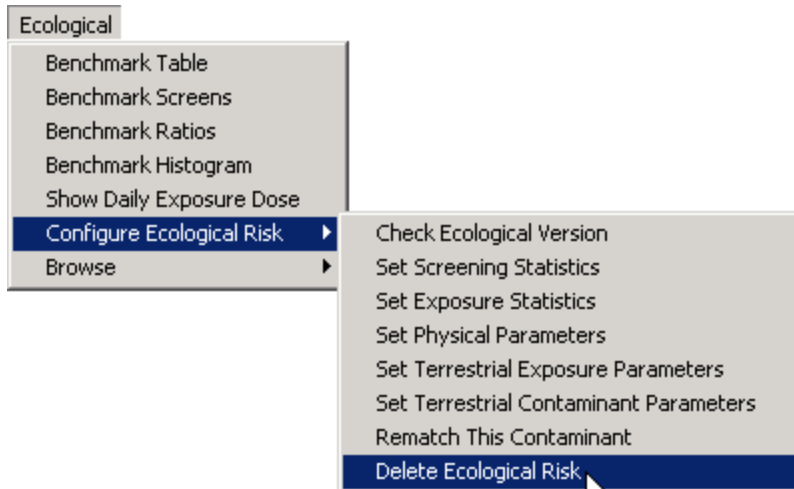 Ecological
Benchmark Table
Benchmark Screens
Benchmark Ratios
Benchmark Histogram
Show Daily Exposure Dose
Configure Ecological Risk
Browse
Check Ecological Version
Set Screening Statistics
Set Exposure Statistics
Set Physical Parameters
Set Terrestrial Exposure Parameters
Set Terrestrial Contaminant Parameters
Rematch This Contaminant
Delete Ecological Risk